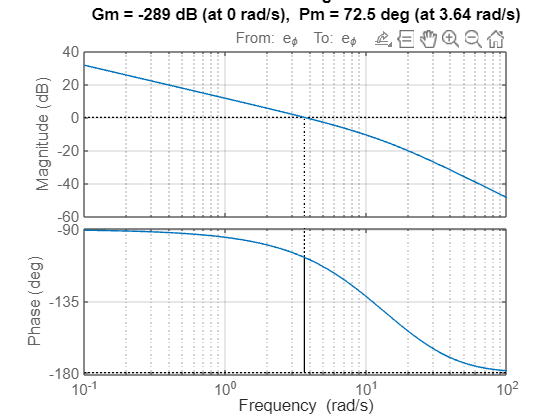 Gm = -289 dB (at 0 rad/s), Pm = 72.5 deg (at 3.64 rad/s)
From: eϕ To: eϕ
40
20
0
-20
-40
-60
Magnitude (dB)
-90
-135
-180
Phase (deg)
10-1 100 101 102
Frequency (rad/s)